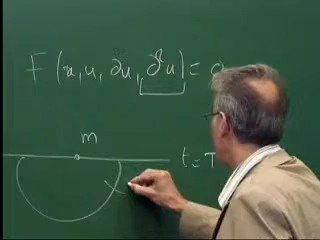 F(x, u, ∂u, ∂²u) = 0
m
t = T